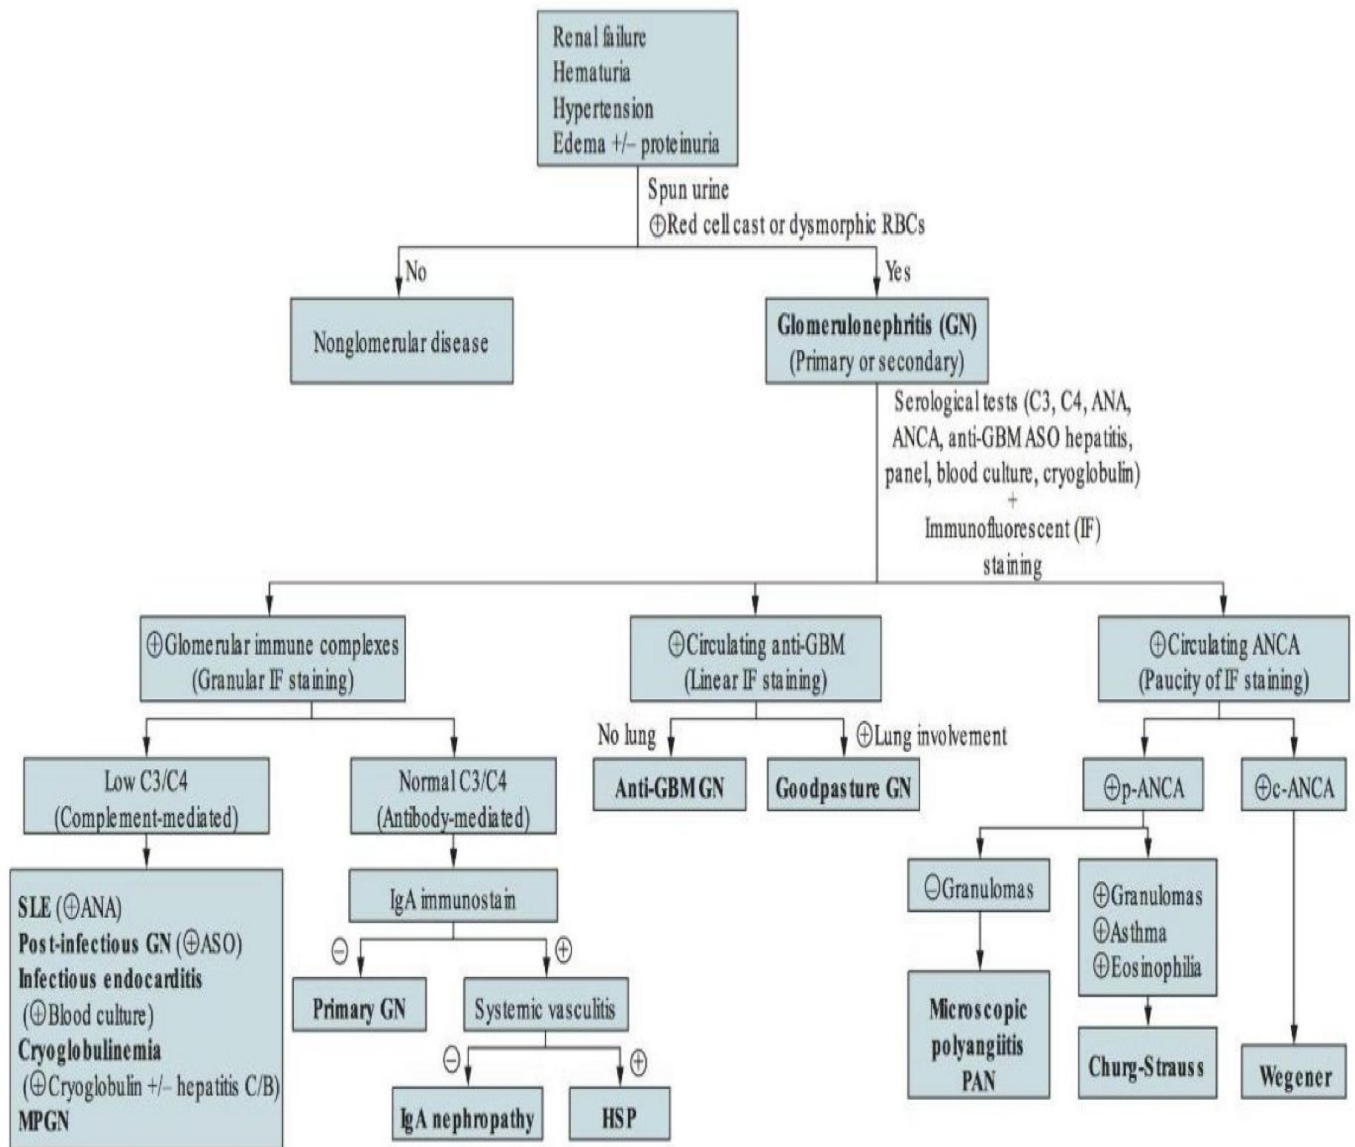 Renal failure
Hematuria
Hypertension
Edema +/– proteinuria
Spun urine
⊕Red cell cast or dysmorphic RBCs
No
Yes
Nonglomerular disease
Glomerulonephritis (GN)
(Primary or secondary)
Serological tests (C3, C4, ANA,
ANCA, anti-GBM ASO hepatitis,
panel, blood culture, cryoglobulin)
+
Immunofluorescent (IF)
staining
⊕Glomerular immune complexes
(Granular IF staining)
⊕Circulating anti-GBM
(Linear IF staining)
⊕Circulating ANCA
(Paucity of IF staining)
Low C3/C4
(Complement-mediated)
Normal C3/C4
(Antibody-mediated)
No lung
⊕Lung involvement
Anti-GBM GN
Goodpasture GN
⊕p-ANCA
⊕c-ANCA
SLE (⊕ANA)
Post-infectious GN (⊕ASO)
Infectious endocarditis
(⊕Blood culture)
Cryoglobulinemia
(⊕Cryoglobulin +/– hepatitis C/B)
MPGN
IgA immunostain
⊖
⊕
Primary GN
Systemic vasculitis
⊖
⊕
IgA nephropathy
HSP
⊖Granulomas
⊕Granulomas
⊕Asthma
⊕Eosinophilia
Microscopic
polyangiitis
PAN
Churg-Strauss
Wegener